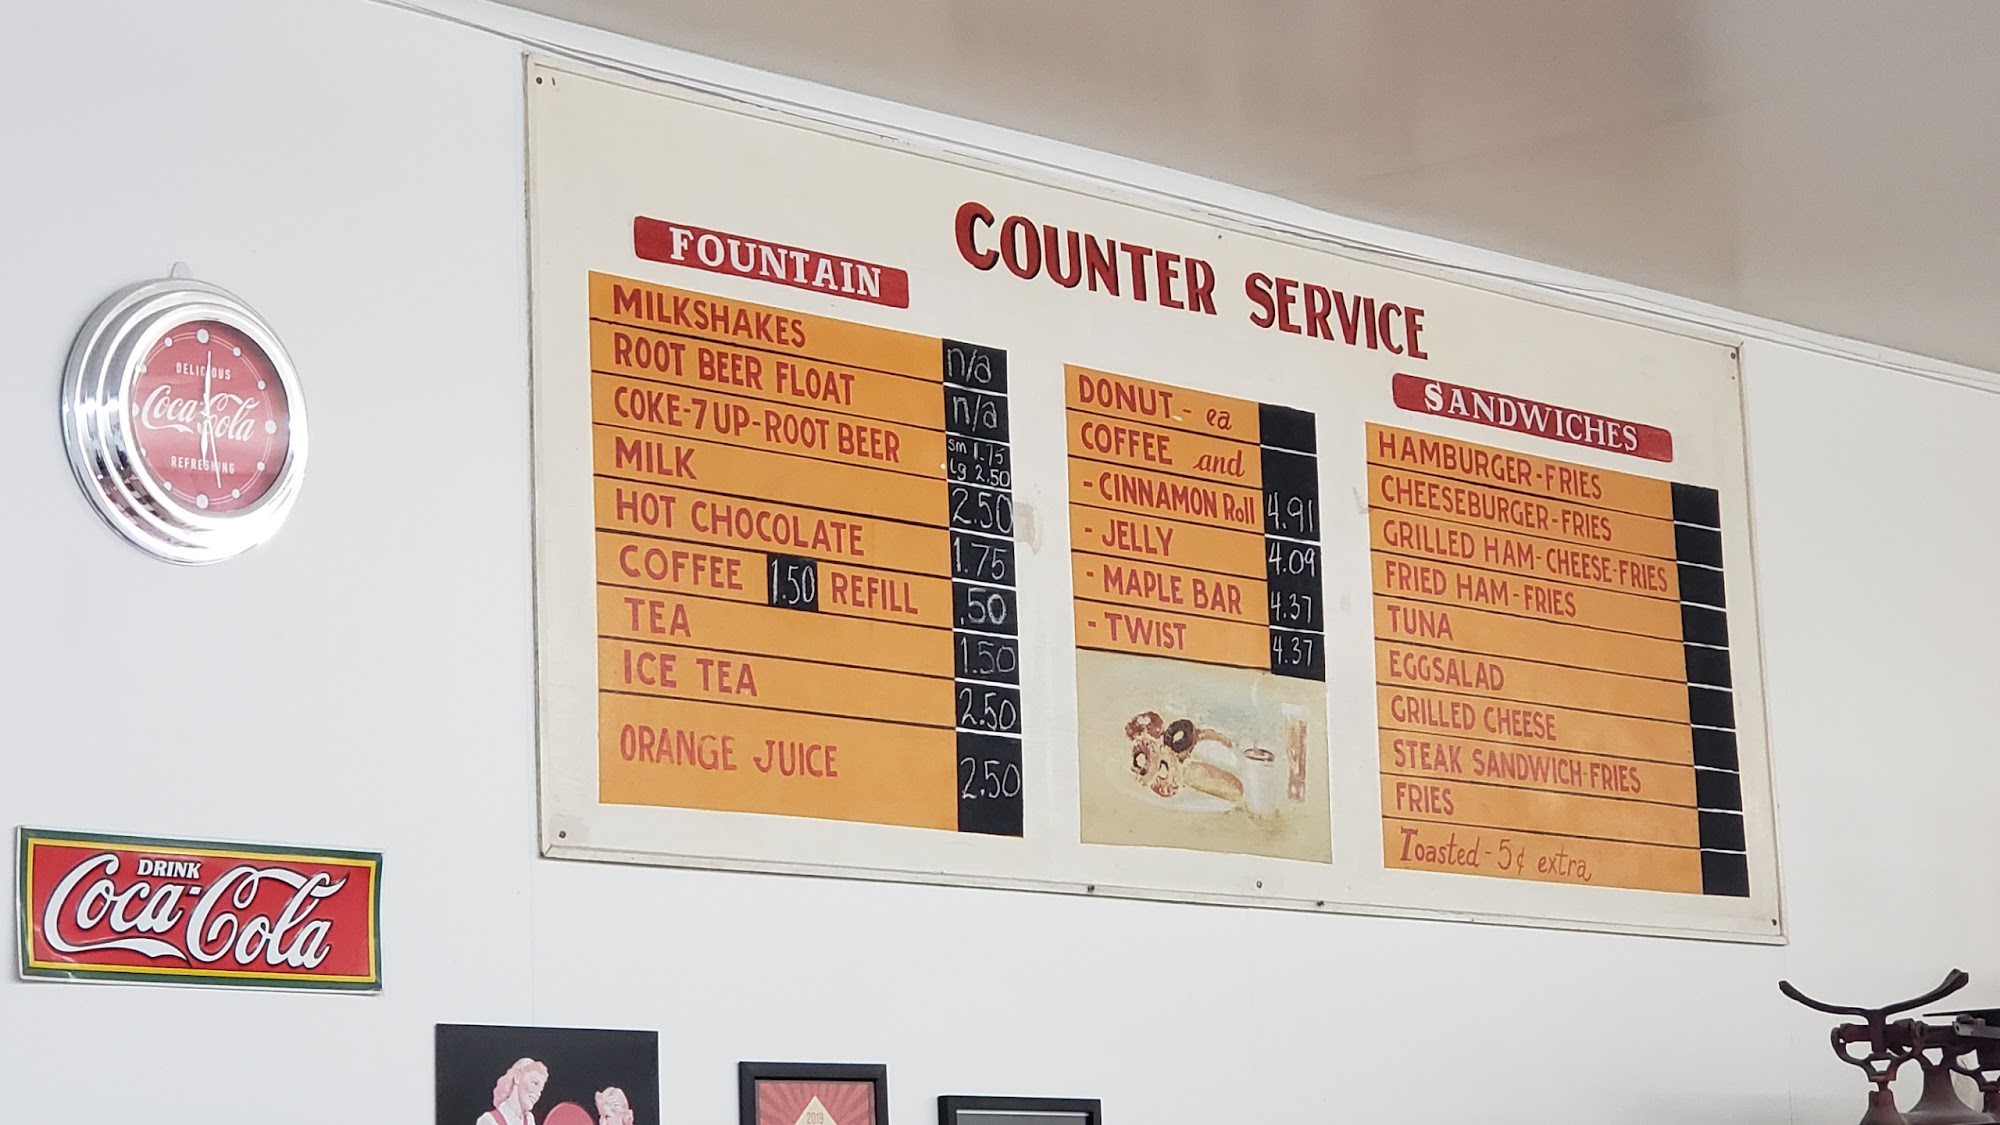 COUNTER SERVICE
FOUNTAIN
MILKSHAKES n/a
ROOT BEER FLOAT n/a
COKE-7UP-ROOT BEER sm 1.75
lg 2.50
MILK 2.50
HOT CHOCOLATE 1.75
COFFEE 1.50 REFILL .50
TEA 1.50
ICE TEA 2.50
ORANGE JUICE 2.50
DONUT - ea
COFFEE and
- CINNAMON Roll 4.91
- JELLY 4.09
- MAPLE BAR 4.37
- TWIST 4.37
SANDWICHES
HAMBURGER-FRIES
CHEESEBURGER-FRIES
GRILLED HAM-CHEESE-FRIES
FRIED HAM-FRIES
TUNA
EGGSALAD
GRILLED CHEESE
STEAK SANDWICH-FRIES
FRIES
Toasted - 5¢ extra
DELICIOUS
Coca-Cola
REFRESHING
DRINK
Coca-Cola
2019